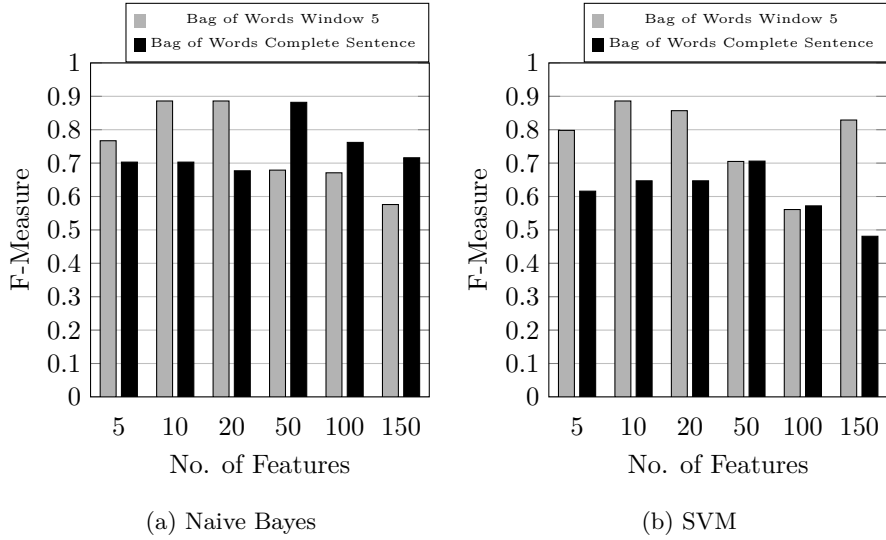 Bag of Words Window 5
Bag of Words Complete Sentence
1
0.9
0.8
0.7
0.6
0.5
0.4
0.3
0.2
0.1
0
F-Measure
5 10 20 50 100 150
No. of Features
(a) Naive Bayes
Bag of Words Window 5
Bag of Words Complete Sentence
1
0.9
0.8
0.7
0.6
0.5
0.4
0.3
0.2
0.1
0
F-Measure
5 10 20 50 100 150
No. of Features
(b) SVM